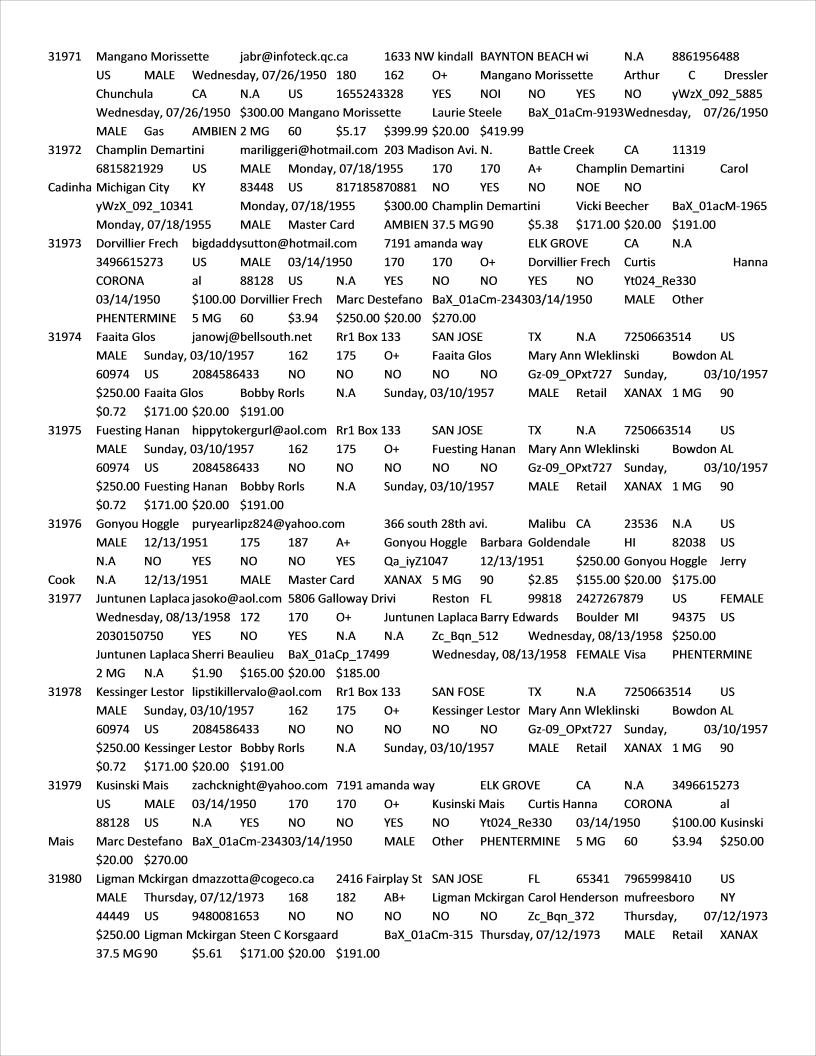 31971 Mangano Morissette jabr@infoteck.qc.ca 1633 NW kindall BAYNTON BEACH wi N.A 8861956488
US MALE Wednesday, 07/26/1950 180 162 O+ Mangano Morissette Arthur C Dressler
Chunchula CA N.A US 1655243328 YES NOI NO YES NO yWzX_092_5885
Wednesday, 07/26/1950 $300.00 Mangano Morissette Laurie Steele BaX_01aCm-9193Wednesday, 07/26/1950
MALE Gas AMBIEN 2 MG 60 $5.17 $399.99 $20.00 $419.99
31972 Champlin Demartini mariliggeri@hotmail.com 203 Madison Avi. N. Battle Creek CA 11319
6815821929 US MALE Monday, 07/18/1955 170 170 A+ Champlin Demartini Carol
Cadinha Michigan City KY 83448 US 817185870881 NO YES NO NOE NO
yWzX_092_10341 Monday, 07/18/1955 $300.00 Champlin Demartini Vicki Beecher BaX_01acM-1965
Monday, 07/18/1955 MALE Master Card AMBIEN 37.5 MG 90 $5.38 $171.00 $20.00 $191.00
31973 Dorvillier Frech bigdaddysutton@hotmail.com 7191 amanda way ELK GROVE CA N.A
3496615273 US MALE 03/14/1950 170 170 O+ Dorvillier Frech Curtis Hanna
CORONA al 88128 US N.A YES NO NO YES NO Yt024_Re330
03/14/1950 $100.00 Dorvillier Frech Marc Destefano BaX_01aCm-234303/14/1950 MALE Other
PHENTERMINE 5 MG 60 $3.94 $250.00 $20.00 $270.00
31974 Faaita Glos janowj@bellsouth.net Rr1 Box 133 SAN JOSE TX N.A 7250663514 US
MALE Sunday, 03/10/1957 162 175 O+ Faaita Glos Mary Ann Wleklinski Bowdon AL
60974 US 2084586433 NO NO NO NO NO Gz-09_OPxt727 Sunday, 03/10/1957
$250.00 Faaita Glos Bobby Rorls N.A Sunday, 03/10/1957 MALE Retail XANAX 1 MG 90
$0.72 $171.00 $20.00 $191.00
31975 Fuesting Hanan hippytokergurl@aol.com Rr1 Box 133 SAN JOSE TX N.A 7250663514 US
MALE Sunday, 03/10/1957 162 175 O+ Fuesting Hanan Mary Ann Wleklinski Bowdon AL
60974 US 2084586433 NO NO NO NO NO Gz-09_OPxt727 Sunday, 03/10/1957
$250.00 Fuesting Hanan Bobby Rorls N.A Sunday, 03/10/1957 MALE Retail XANAX 1 MG 90
$0.72 $171.00 $20.00 $191.00
31976 Gonyou Hoggle puryearlipz824@yahoo.com 366 south 28th avi. Malibu CA 23536 N.A US
MALE 12/13/1951 175 187 A+ Gonyou Hoggle Barbara Goldendale HI 82038 US
N.A NO YES NO NO YES Qa_iyZ1047 12/13/1951 $250.00 Gonyou Hoggle Jerry
Cook N.A 12/13/1951 MALE Master Card XANAX 5 MG 90 $2.85 $155.00 $20.00 $175.00
31977 Juntunen Laplaca jasoko@aol.com 5806 Galloway Drivi Reston FL 99818 2427267879 US FEMALE
Wednesday, 08/13/1958 172 170 O+ Juntunen Laplaca Barry Edwards Boulder MI 94375 US
2030150750 YES NO YES N.A N.A Zc_Bqn_512 Wednesday, 08/13/1958 $250.00
Juntunen Laplaca Sherri Beaulieu BaX_01aCp_17499 Wednesday, 08/13/1958 FEMALE Visa PHENTERMINE
2 MG N.A $1.90 $165.00 $20.00 $185.00
31978 Kessinger Lestor lipstikillervalo@aol.com Rr1 Box 133 SAN FOSE TX N.A 7250663514 US
MALE Sunday, 03/10/1957 162 175 O+ Kessinger Lestor Mary Ann Wleklinski Bowdon AL
60974 US 2084586433 NO NO NO NO NO Gz-09_OPxt727 Sunday, 03/10/1957
$250.00 Kessinger Lestor Bobby Rorls N.A Sunday, 03/10/1957 MALE Retail XANAX 1 MG 90
$0.72 $171.00 $20.00 $191.00
31979 Kusinski Mais zachcknight@yahoo.com 7191 amanda way ELK GROVE CA N.A 3496615273
US MALE 03/14/1950 170 170 O+ Kusinski Mais Curtis Hanna CORONA al
88128 US N.A YES NO NO YES NO Yt024_Re330 03/14/1950 $100.00 Kusinski
Mais Marc Destefano BaX_01aCm-234303/14/1950 MALE Other PHENTERMINE 5 MG 60 $3.94 $250.00
$20.00 $270.00
31980 Ligman Mckirgan dmazzotta@cogeco.ca 2416 Fairplay St SAN JOSE FL 65341 7965998410 US
MALE Thursday, 07/12/1973 168 182 AB+ Ligman Mckirgan Carol Henderson mufreesboro NY
44449 US 9480081653 NO NO NO NO NO Zc_Bqn_372 Thursday, 07/12/1973
$250.00 Ligman Mckirgan Steen C Korsgaard BaX_01aCm-315 Thursday, 07/12/1973 MALE Retail XANAX
37.5 MG 90 $5.61 $171.00 $20.00 $191.00